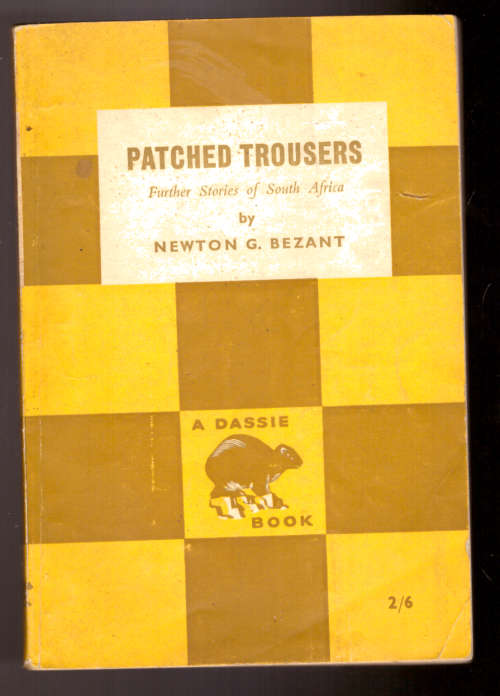 PATCHED TROUSERS
Further Stories of South Africa
by
NEWTON G. BEZANT
A DASSIE
BOOK
2/6